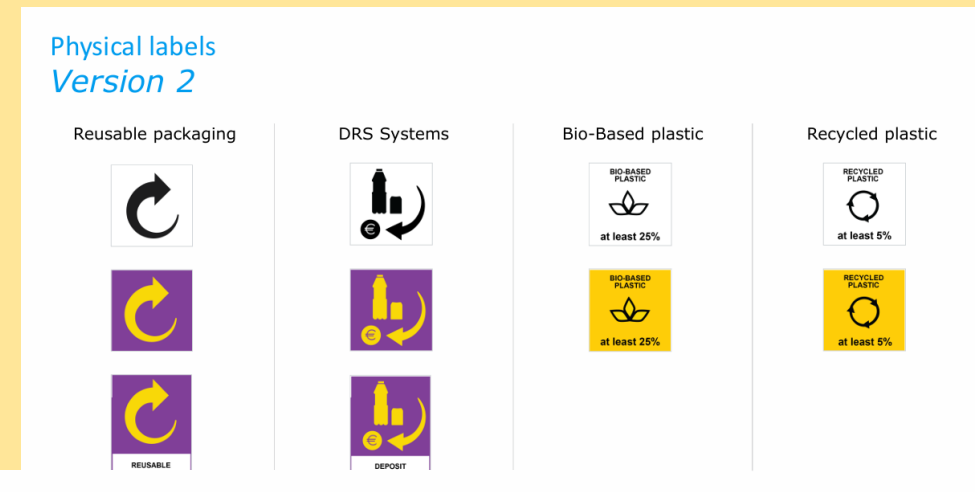 Physical labels
Version 2
Reusable packaging
DRS Systems
Bio-Based plastic
Recycled plastic
BIO-BASED
PLASTIC
at least 25%
RECYCLED
PLASTIC
at least 5%
€
€
BIO-BASED
PLASTIC
at least 25%
RECYCLED
PLASTIC
at least 5%
€
REUSABLE
DEPOSIT